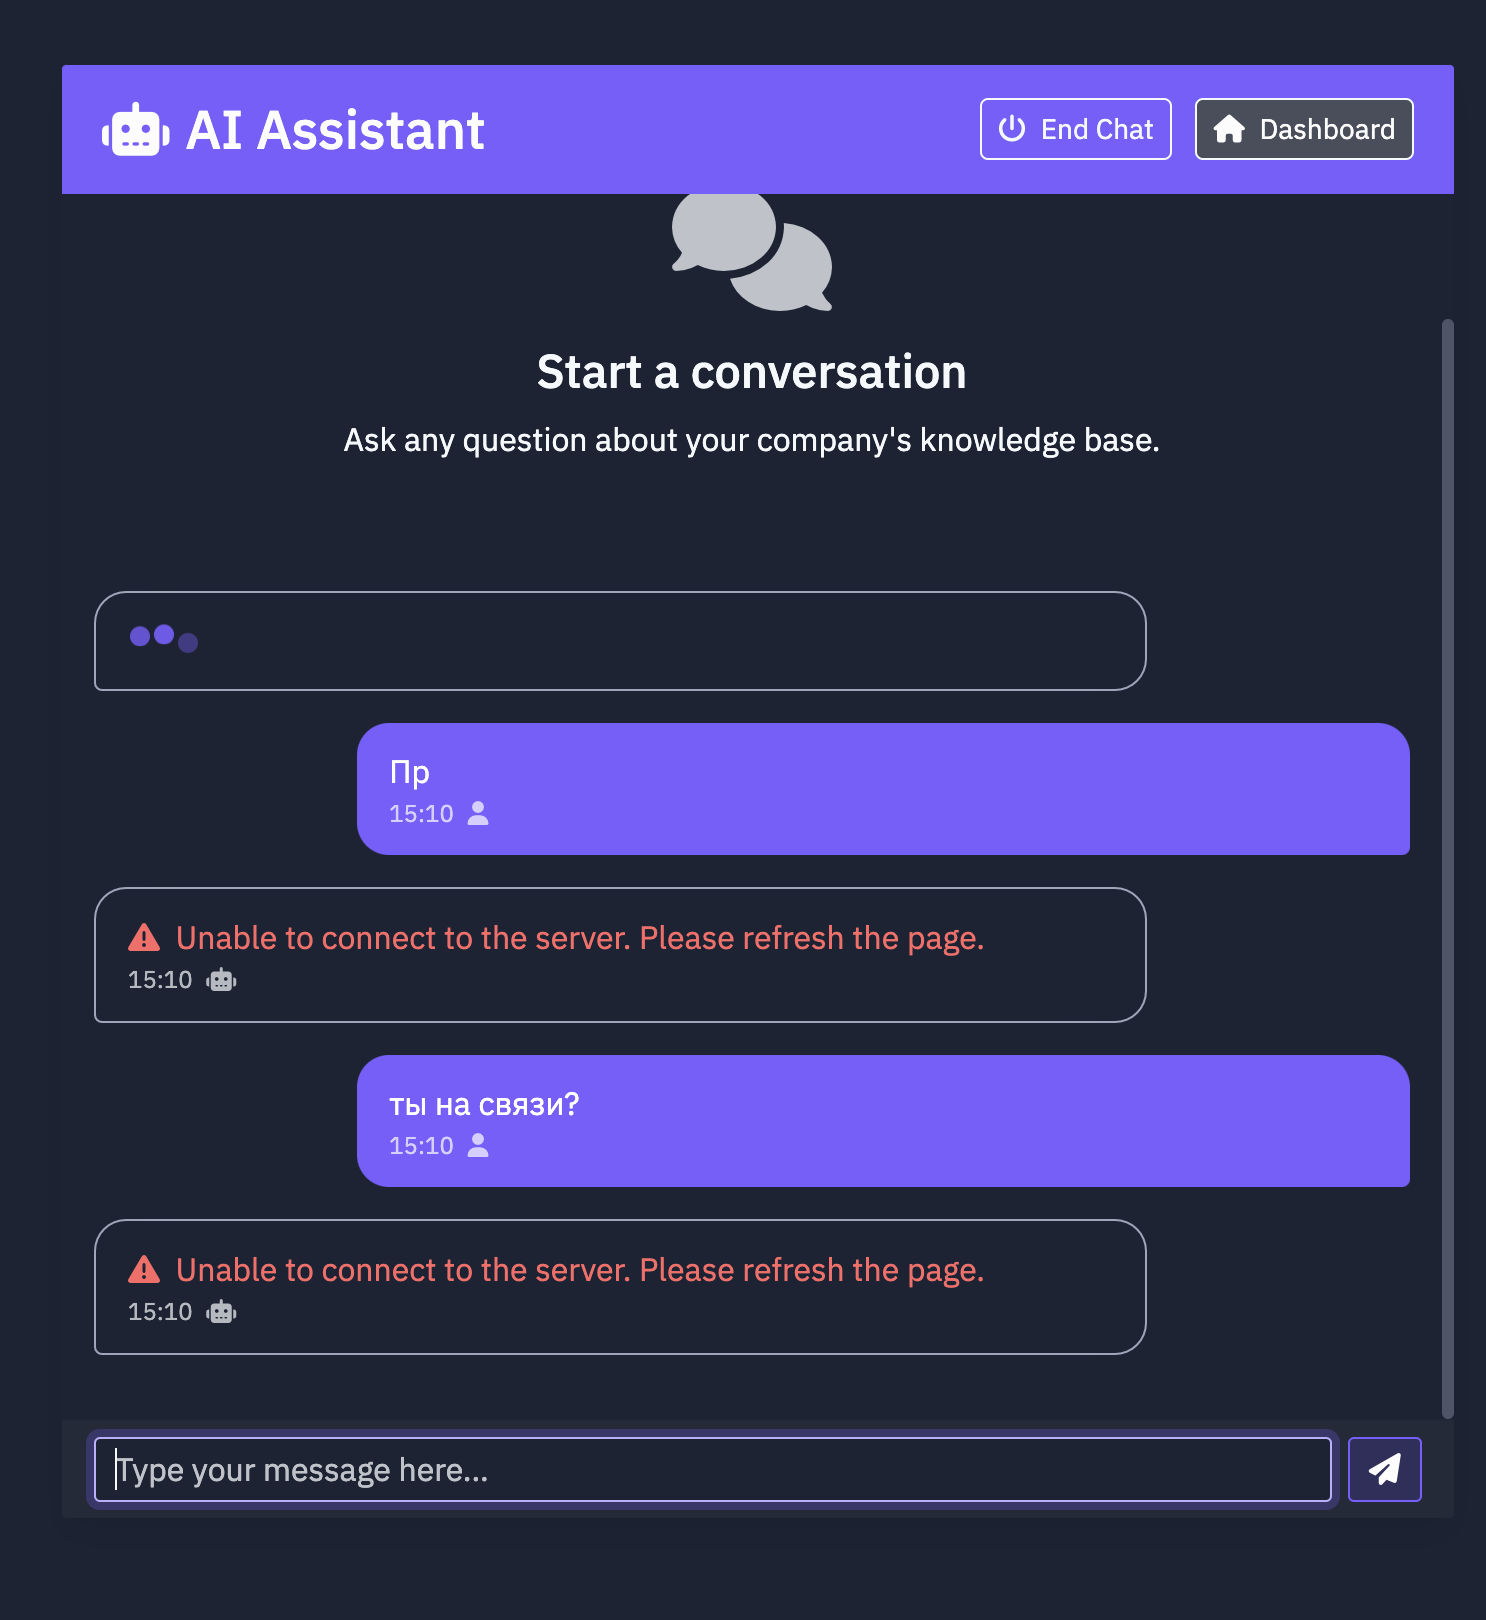 AI Assistant
End Chat
Dashboard
Start a conversation
Ask any question about your company's knowledge base.
Пр
15:10
Unable to connect to the server. Please refresh the page.
15:10
ты на связи?
15:10
Unable to connect to the server. Please refresh the page.
15:10
Type your message here...